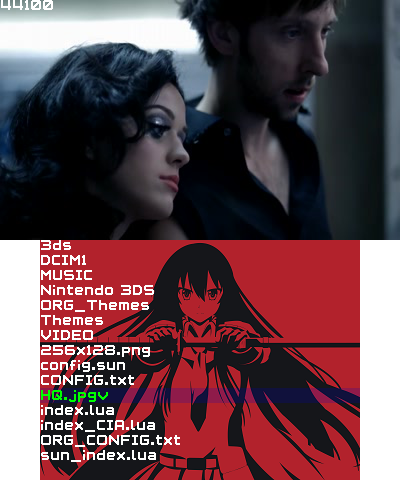 44100
3ds
DCIM1
MUSIC
Nintendo 3DS
ORG_Themes
Themes
VIDEO
256x128.png
config.sun
CONFIG.txt
HQ.jpgv
index.lua
index_CIA.lua
ORG_CONFIG.txt
sun_index.lua